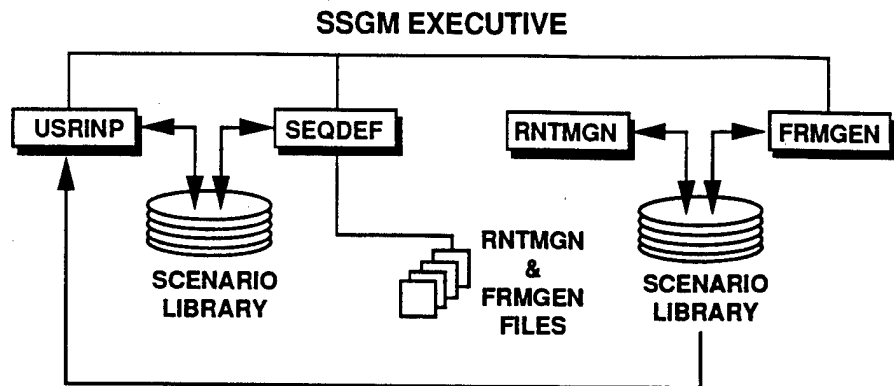 SSGM EXECUTIVE
USRINP
SEQDEF
RNTMGN
FRMGEN
SCENARIO
LIBRARY
RNTMGN
&
FRMGEN
FILES
SCENARIO
LIBRARY